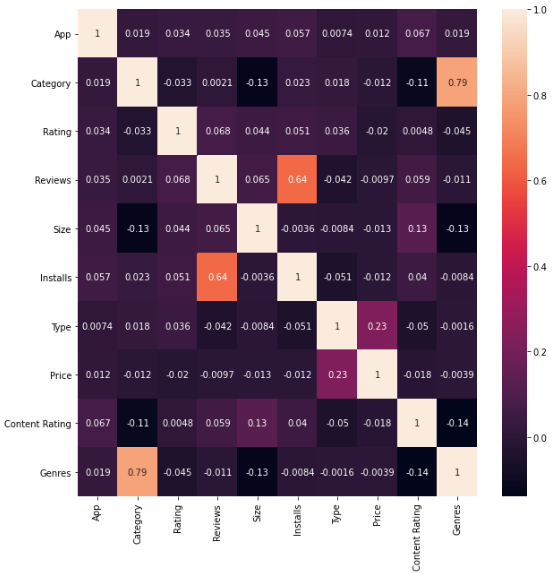 App 1 0.019 0.034 0.035 0.045 0.057 0.0074 0.012 0.067 0.019
Category 0.019 1 -0.033 0.0021 -0.13 0.023 0.018 -0.012 -0.11 0.79
Rating 0.034 -0.033 1 0.068 0.044 0.051 0.036 -0.02 0.0048 -0.045
Reviews 0.035 0.0021 0.068 1 0.065 0.64 -0.042 -0.0097 0.059 -0.011
Size 0.045 -0.13 0.044 0.065 1 -0.0036 -0.0084 -0.013 0.13 -0.13
Installs 0.057 0.023 0.051 0.64 -0.0036 1 -0.051 -0.012 0.04 -0.0084
Type 0.0074 0.018 0.036 -0.042 -0.0084 -0.051 1 0.23 -0.05 -0.0016
Price 0.012 -0.012 -0.02 -0.0097 -0.013 -0.012 0.23 1 -0.018 -0.0039
Content Rating 0.067 -0.11 0.0048 0.059 0.13 0.04 -0.05 -0.018 1 -0.14
Genres 0.019 0.79 -0.045 -0.011 -0.13 -0.0084 -0.0016 -0.0039 -0.14 1
App Category Rating Reviews Size Installs Type Price Content Rating Genres
1.0
0.8
0.6
0.4
0.2
0.0